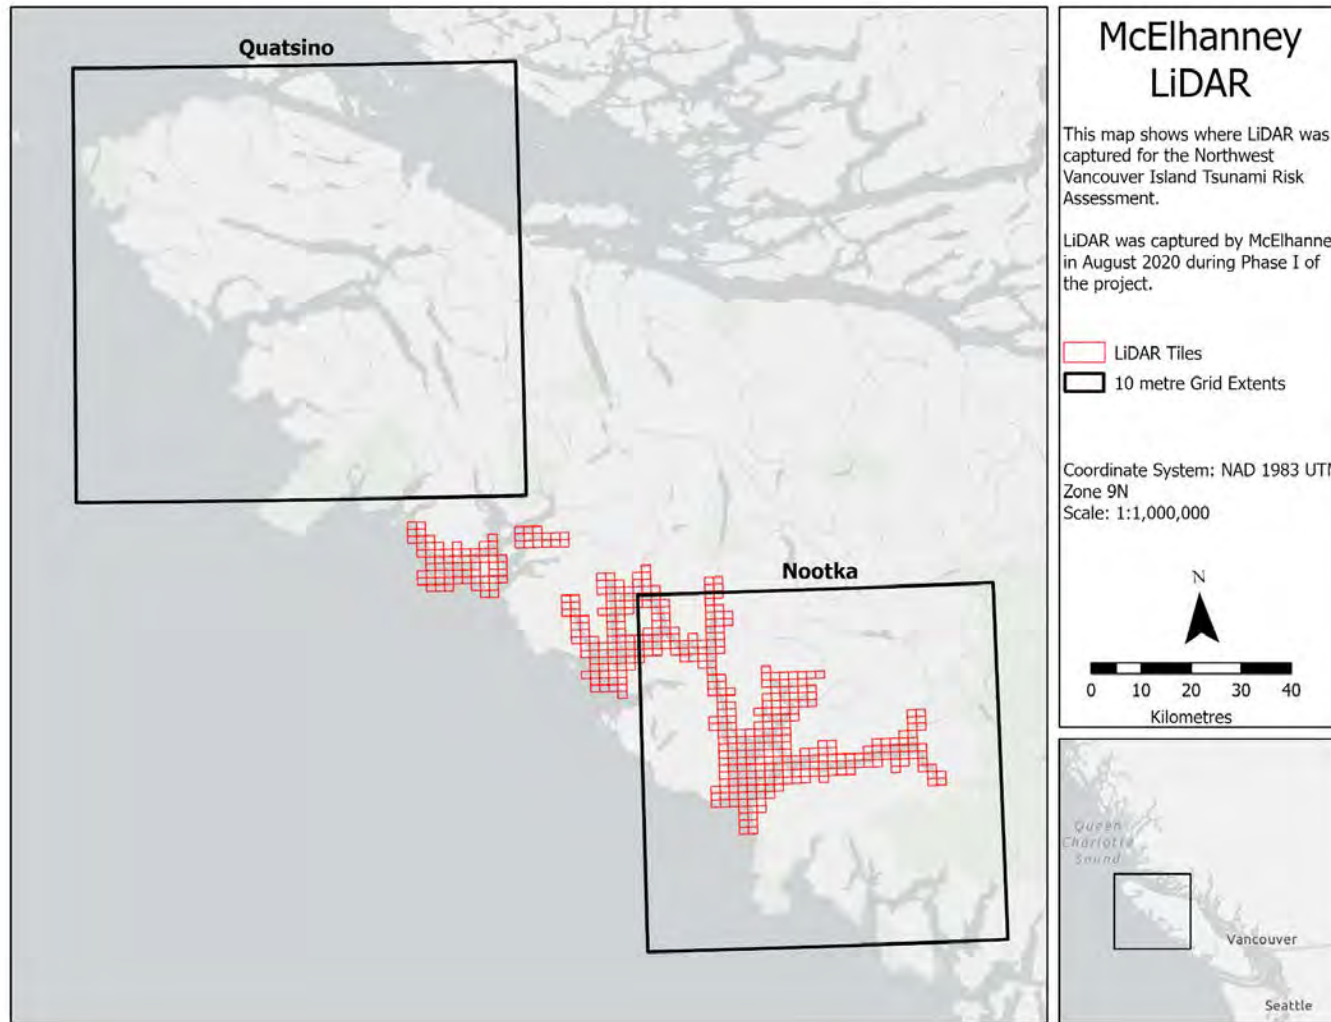 Quatsino
Nootka
McElhanney
LiDAR
This map shows where LiDAR was
captured for the Northwest
Vancouver Island Tsunami Risk
Assessment.
LiDAR was captured by McElhanne
in August 2020 during Phase I of
the project.
LiDAR Tiles
10 metre Grid Extents
Coordinate System: NAD 1983 UTM
Zone 9N
Scale: 1:1,000,000
N
0 10 20 30 40
Kilometres
Queen
Charlotte
Sound
Vancouver
Seattle